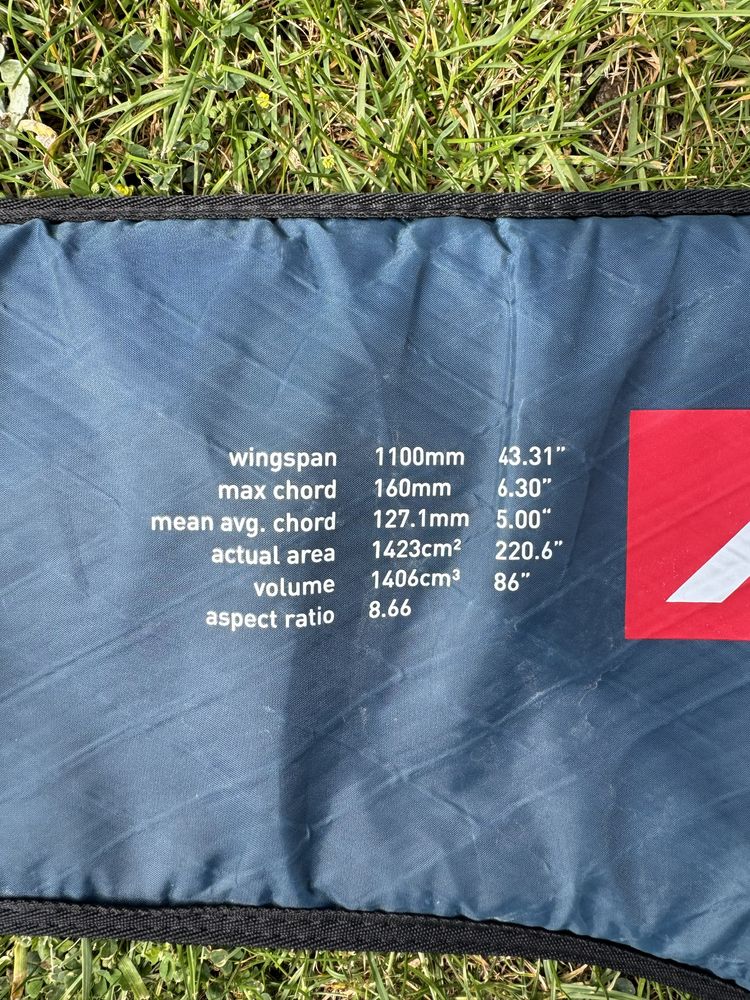 wingspan 1100mm 43.31”
max chord 160mm 6.30”
mean avg. chord 127.1mm 5.00“
actual area 1423cm² 220.6”
volume 1406cm³ 86”
aspect ratio 8.66